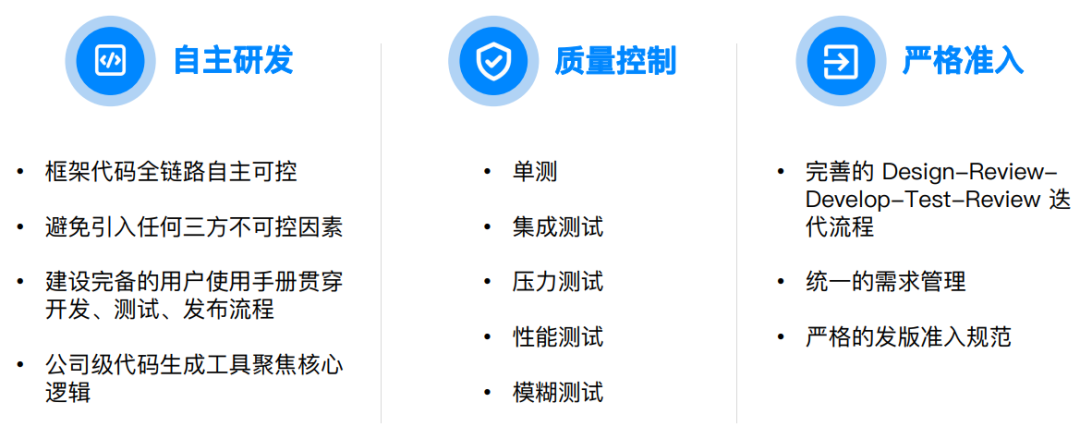 自主研发
• 框架代码全链路自主可控
• 避免引入任何三方不可控因素
• 建设完备的用户使用手册贯穿
开发、测试、发布流程
• 公司级代码生成工具聚焦核心
逻辑
质量控制
• 单测
• 集成测试
• 压力测试
• 性能测试
• 模糊测试
严格准入
• 完善的 Design-Review-
Develop-Test-Review 迭
代流程
• 统一的需求管理
• 严格的发版准入规范